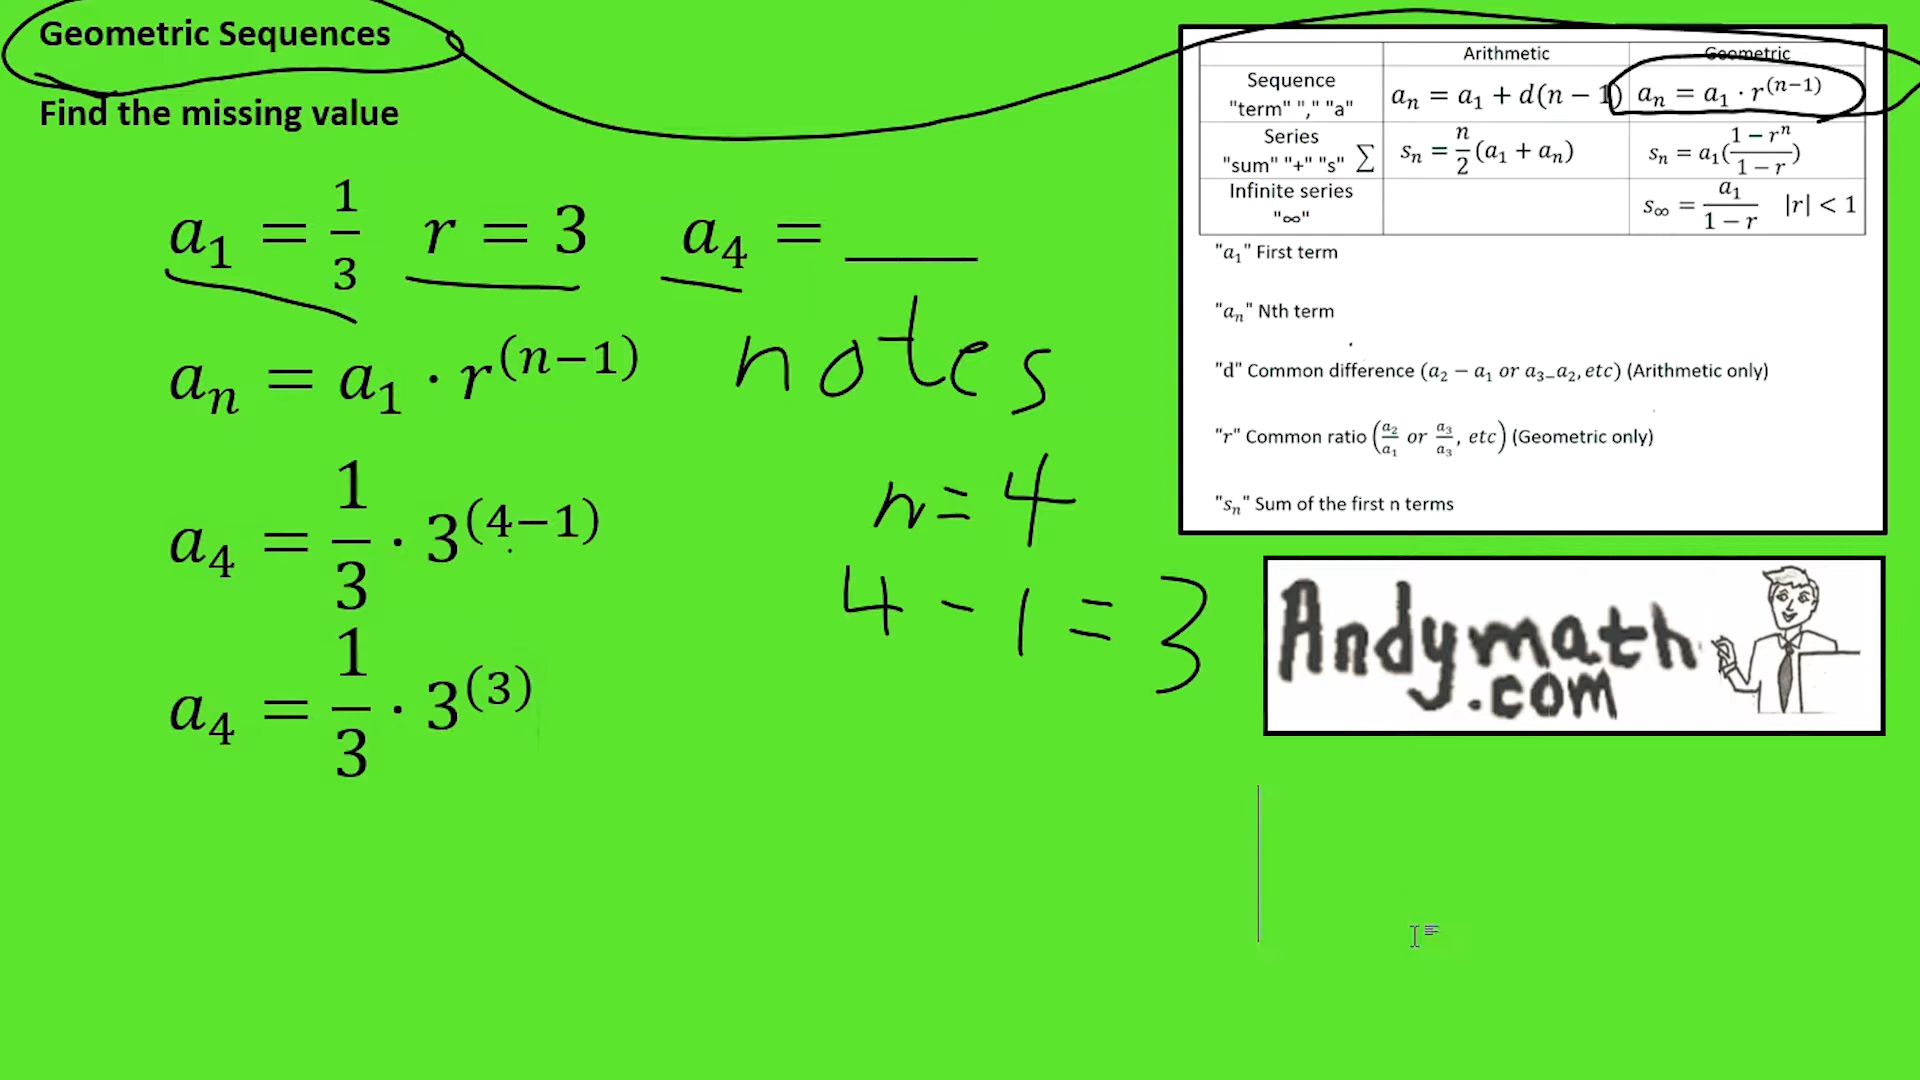 Geometric Sequences
Find the missing value
a₁ = 1/3 r = 3 a₄ = ____
aₙ = a₁ · r^(n−1)
notes
a₄ = 1/3 · 3^(4−1)
n = 4
a₄ = 1/3 · 3^(3)
4 - 1 = 3
Arithmetic Geometric
Sequence
"term" "," "a"
aₙ = a₁ + d(n − 1) aₙ = a₁ · r^(n−1)
Series
"sum" "+" "s" ∑
sₙ = n/2 (a₁ + aₙ) sₙ = a₁((1 − rⁿ)/(1 − r))
Infinite series
"∞"
s∞ = a₁/(1 − r) |r| < 1
"a₁" First term
"aₙ" Nth term
"d" Common difference (a₂ − a₁ or a₃₋a₂, etc) (Arithmetic only)
"r" Common ratio (a₂/a₁ or a₃/a₃, etc) (Geometric only)
"sₙ" Sum of the first n terms
Andymath
.com